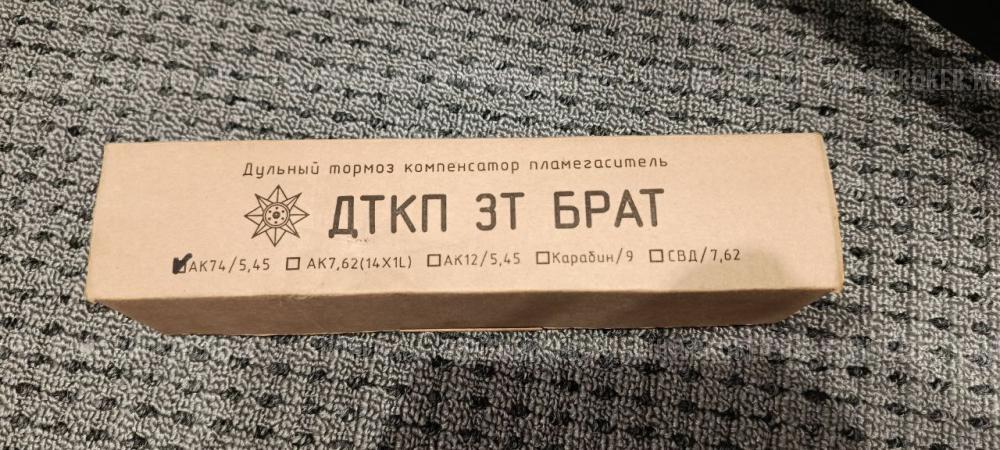 Дульный тормоз компенсатор пламегаситель
ДТКП ЗТ БРАТ
АК74/5,45 АК7,62(14X1L) АК12/5,45 Карабин/9 СВД/7,62